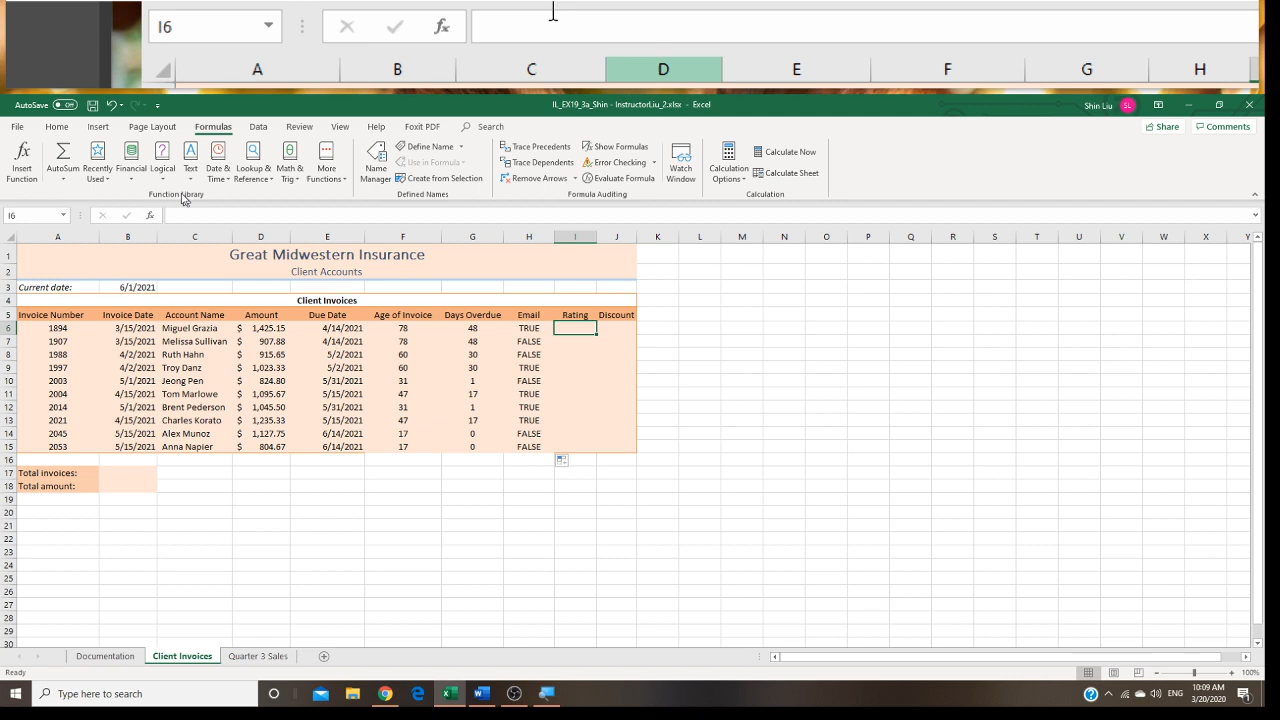 I6
A B C D E F G H
AutoSave Off IL_EX19_3a_Shin - InstructorLiu_2.xlsx - Excel Shin Liu SL
File Home Insert Page Layout Formulas Data Review View Help Foxit PDF Search Share Comments
fx Insert Function
AutoSum
Recently Used
Financial
Logical
Text
Date & Time
Lookup & Reference
Math & Trig
More Functions
Function Library
Name Manager
Define Name
Use in Formula
Create from Selection
Defined Names
Trace Precedents
Trace Dependents
Remove Arrows
Show Formulas
Error Checking
Evaluate Formula
Formula Auditing
Watch Window
Calculation Options
Calculate Now
Calculate Sheet
Calculation
I6 fx
A B C D E F G H I J K L M N O P Q R S T U V W X Y
1 Great Midwestern Insurance
2 Client Accounts
3 Current date: 6/1/2021
4 Client Invoices
5 Invoice Number Invoice Date Account Name Amount Due Date Age of Invoice Days Overdue Email Rating Discount
6 1894 3/15/2021 Miguel Grazia $ 1,425.15 4/14/2021 78 48 TRUE
7 1907 3/15/2021 Melissa Sullivan $ 907.88 4/14/2021 78 48 FALSE
8 1988 4/2/2021 Ruth Hahn $ 915.65 5/2/2021 60 30 FALSE
9 1997 4/2/2021 Troy Danz $ 1,023.33 5/2/2021 60 30 TRUE
10 2003 5/1/2021 Jeong Pen $ 824.80 5/31/2021 31 1 FALSE
11 2004 4/15/2021 Tom Marlowe $ 1,095.67 5/15/2021 47 17 TRUE
12 2014 5/1/2021 Brent Pederson $ 1,045.50 5/31/2021 31 1 TRUE
13 2021 4/15/2021 Charles Korato $ 1,235.33 5/15/2021 47 17 TRUE
14 2045 5/15/2021 Alex Munoz $ 1,127.75 6/14/2021 17 0 FALSE
15 2053 5/15/2021 Anna Napier $ 804.67 6/14/2021 17 0 FALSE
16
17 Total invoices:
18 Total amount:
19
20
21
22
23
24
25
26
27
28
29
30
Documentation Client Invoices Quarter 3 Sales
Ready 100%
Type here to search ENG 10:09 AM
3/20/2020